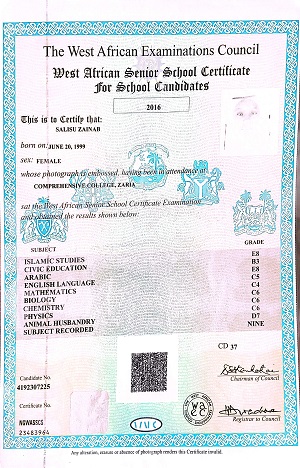 The West African Examinations Council
West African Senior School Certificate
For School Candidates
2016
This is to Certify that:
SALISU ZAINAB
born on: JUNE 20, 1999
sex: FEMALE
whose photograph is embossed, having been in attendance at
COMPREHENSIVE COLLEGE, ZARIA
sat the West African Senior School Certificate Examination
and obtained the results shown below:
SUBJECT GRADE
ISLAMIC STUDIES E8
CIVIC EDUCATION B3
ARABIC E8
ENGLISH LANGUAGE C5
MATHEMATICS C4
BIOLOGY C6
CHEMISTRY C6
PHYSICS C6
ANIMAL HUSBANDRY D7
SUBJECT RECORDED NINE
CD 37
Candidate No.
4192307225
Chairman of Council
Certificate No.
NGWASSCS
23483964
WAEC
Registrar to Council
Any alteration, erasure or absence of photograph renders this Certificate invalid.